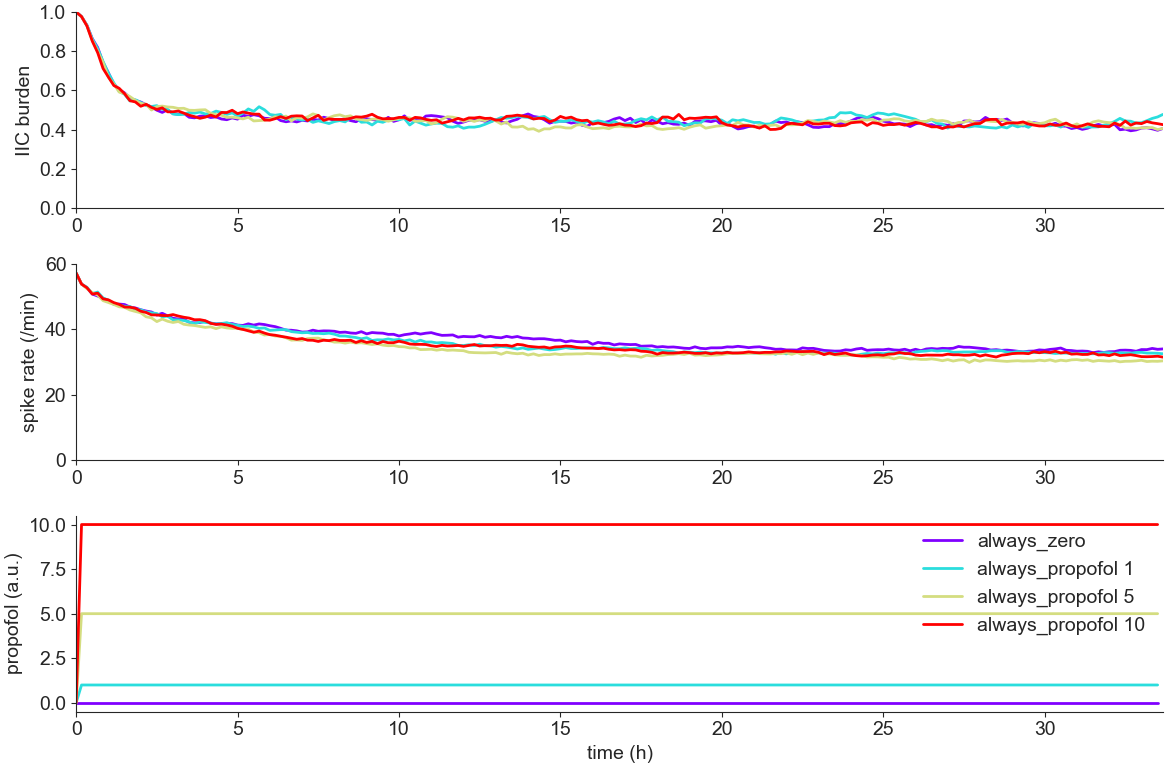 1.0
0.8
0.6
0.4
0.2
0.0
IIC burden
0 5 10 15 20 25 30
60
40
20
0
spike rate (/min)
0 5 10 15 20 25 30
10.0
7.5
5.0
2.5
0.0
propofol (a.u.)
always_zero
always_propofol 1
always_propofol 5
always_propofol 10
0 5 10 15 20 25 30
time (h)